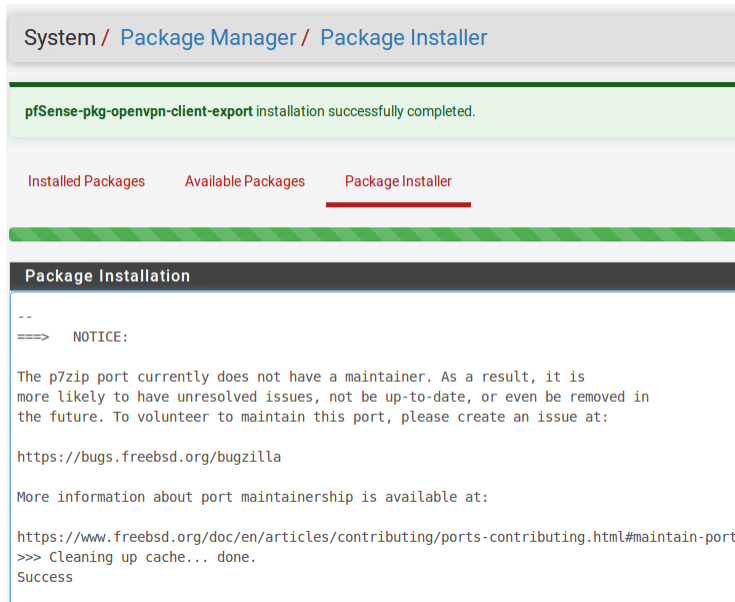 System / Package Manager / Package Installer
pfSense-pkg-openvpn-client-export installation successfully completed.
Installed Packages Available Packages Package Installer
Package Installation
--
===>   NOTICE:
The p7zip port currently does not have a maintainer. As a result, it is
more likely to have unresolved issues, not be up-to-date, or even be removed in
the future. To volunteer to maintain this port, please create an issue at:
https://bugs.freebsd.org/bugzilla
More information about port maintainership is available at:
https://www.freebsd.org/doc/en/articles/contributing/ports-contributing.html#maintain-port
>>> Cleaning up cache... done.
Success